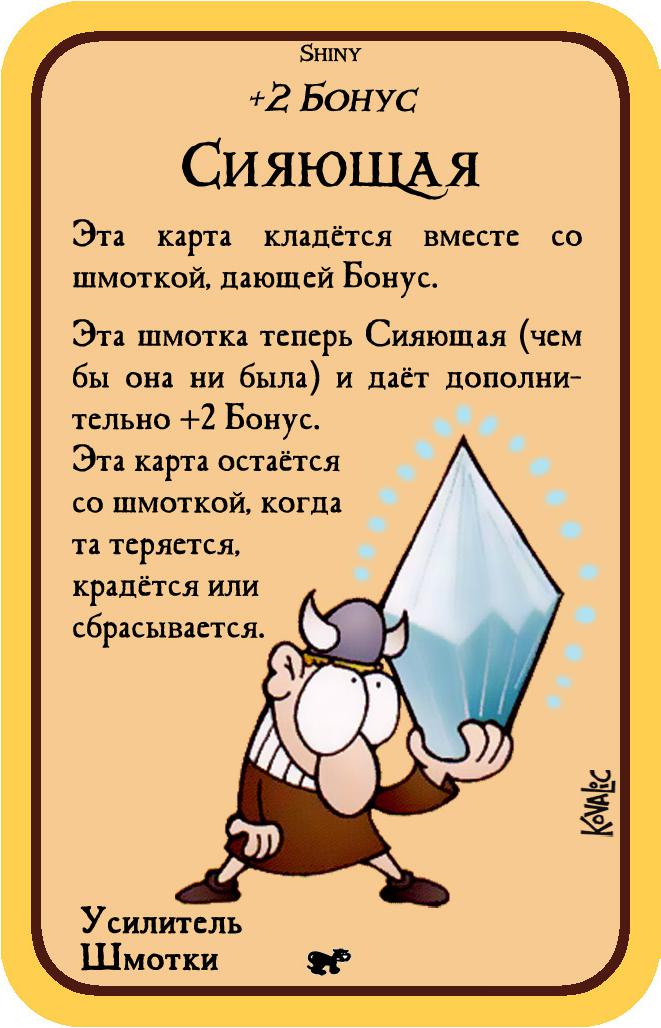 Shiny
+2 Бонус
Сияющая
Эта карта кладётся вместе со
шмоткой, дающей Бонус.
Эта шмотка теперь Сияющая (чем
бы она ни была) и даёт дополни-
тельно +2 Бонус.
Эта карта остаётся
со шмоткой, когда
та теряется,
крадётся или
сбрасывается.
Kovalic
Усилитель
Шмотки